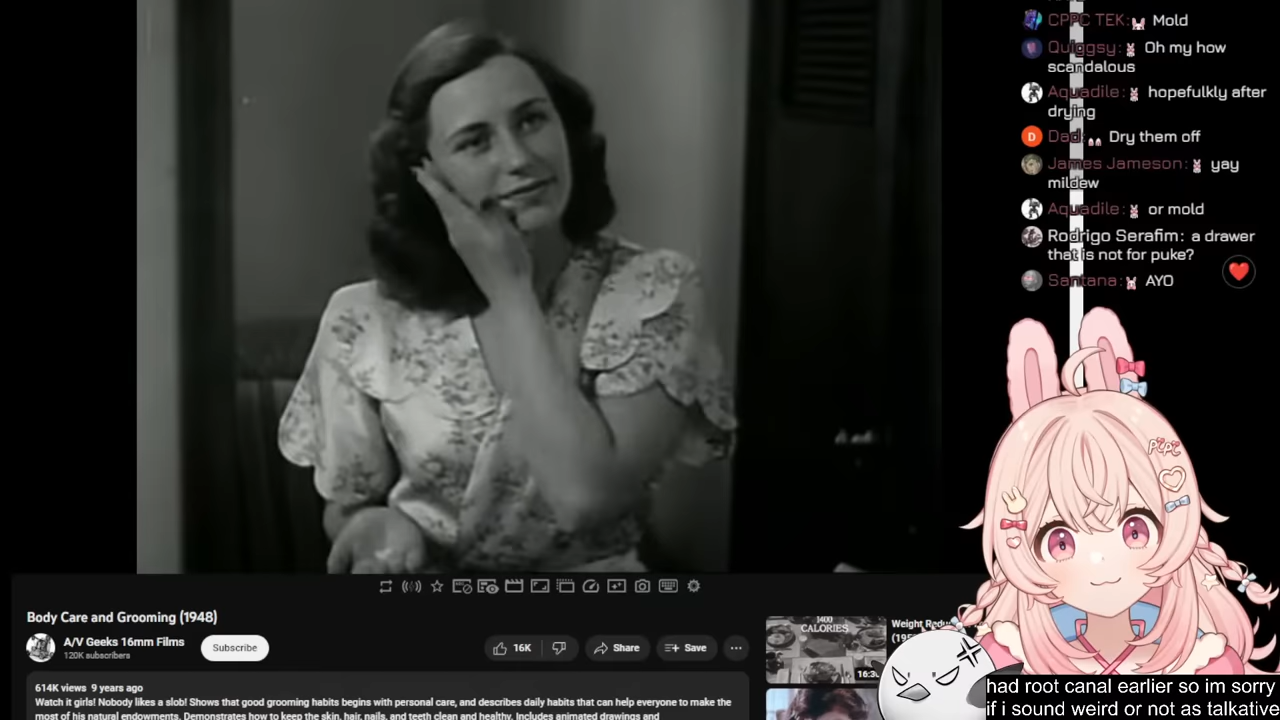 CPPC TEK: Mold
Quiggsy: Oh my how
scandalous
Aquadile: hopefulkly after
drying
D
Dad: Dry them off
James Jameson: yay
mildew
Aquadile: or mold
Rodrigo Serafim: a drawer
that is not for puke?
Santana: AYO
Pipi
Body Care and Grooming (1948)
A/V Geeks 16mm Films
120K subscribers
Subscribe
16K
Share
Save
1400
CALORIES
16:3
Weight Redu
614K views 9 years ago
Watch it girls! Nobody likes a slob! Shows that good grooming habits begins with personal care, and describes daily habits that can help everyone to make the
most of his natural endowments. Demonstrates how to keep the skin, hair, nails, and teeth clean and healthy. Includes animated drawings and
had root canal earlier so im sorry
if i sound weird or not as talkative